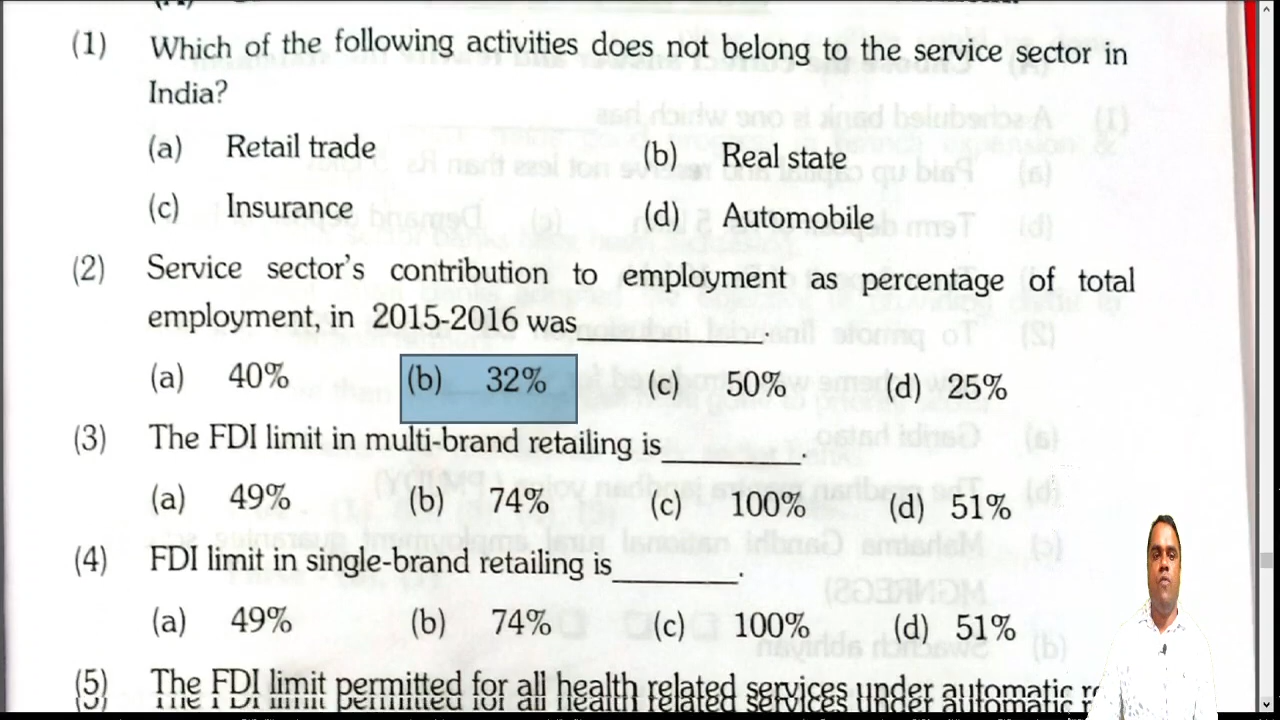 (1) Which of the following activities does not belong to the service sector in
India?
(a) Retail trade (b) Real state
(c) Insurance (d) Automobile
(2) Service sector's contribution to employment as percentage of total
employment, in 2015-2016 was____________.
(a) 40% (b) 32% (c) 50% (d) 25%
(3) The FDI limit in multi-brand retailing is_________.
(a) 49% (b) 74% (c) 100% (d) 51%
(4) FDI limit in single-brand retailing is_________.
(a) 49% (b) 74% (c) 100% (d) 51%
(5) The FDI limit permitted for all health related services under automatic